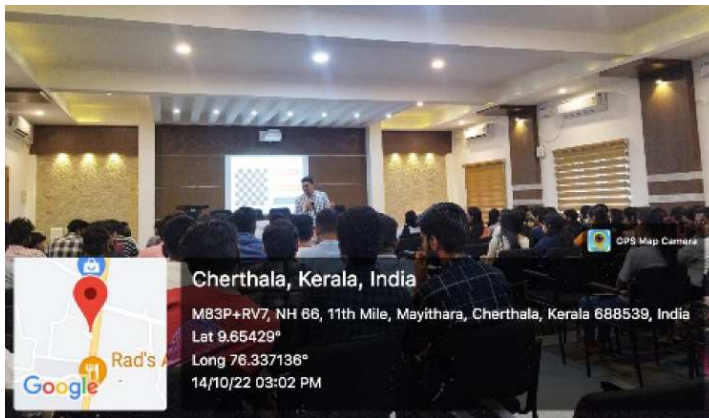 GPS Map Camera
Cherthala, Kerala, India
M83P+RV7, NH 66, 11th Mile, Mayithara, Cherthala, Kerala 688539, India
Lat 9.65429°
Long 76.337136°
14/10/22 03:02 PM
Rad's
Google